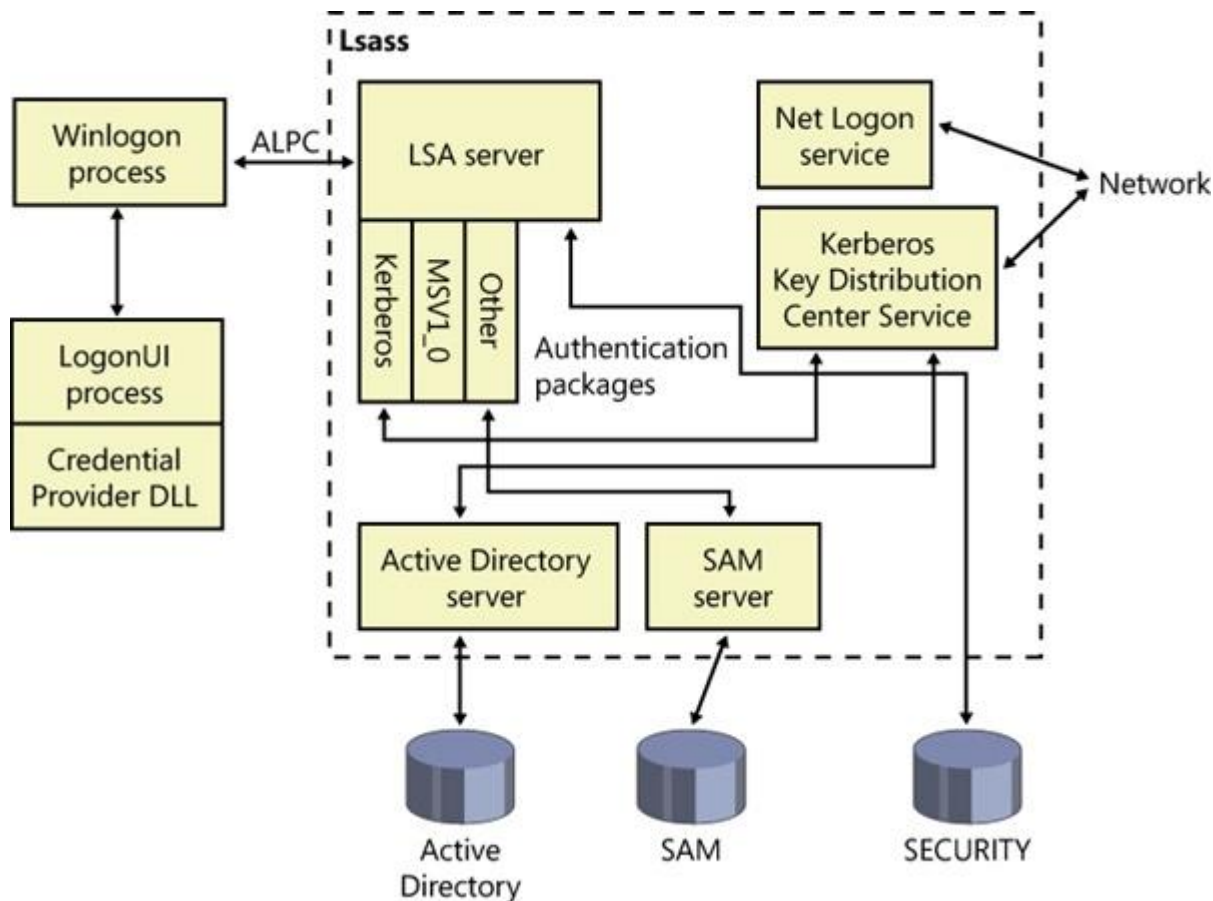 Lsass
Winlogon
process
ALPC
LSA server
Net Logon
service
Network
Kerberos
MSV1_0
Other
Kerberos
Key Distribution
Center Service
Authentication
packages
LogonUI
process
Credential
Provider DLL
Active Directory
server
SAM
server
Active
Directory
SAM
SECURITY